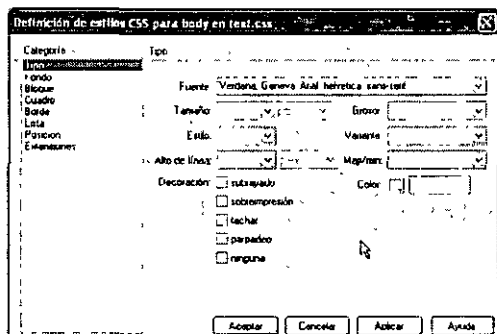 Definición de estilos CSS para body en text.css
Categoría
Tipo
Tipo
Fondo
Bloque
Cuadro
Borde
Lista
Posicion
Extensiones
Fuente: Verdana, Geneva, Arial, helvetica, sans-serif
Tamaño:
Grosor:
Estilo:
Variante:
Alto de línea:
May/min:
Decoración:
subrayado
Color:
sobreimpresión
tachar
parpadeo
ninguna
Aceptar
Cancelar
Aplicar
Ayuda